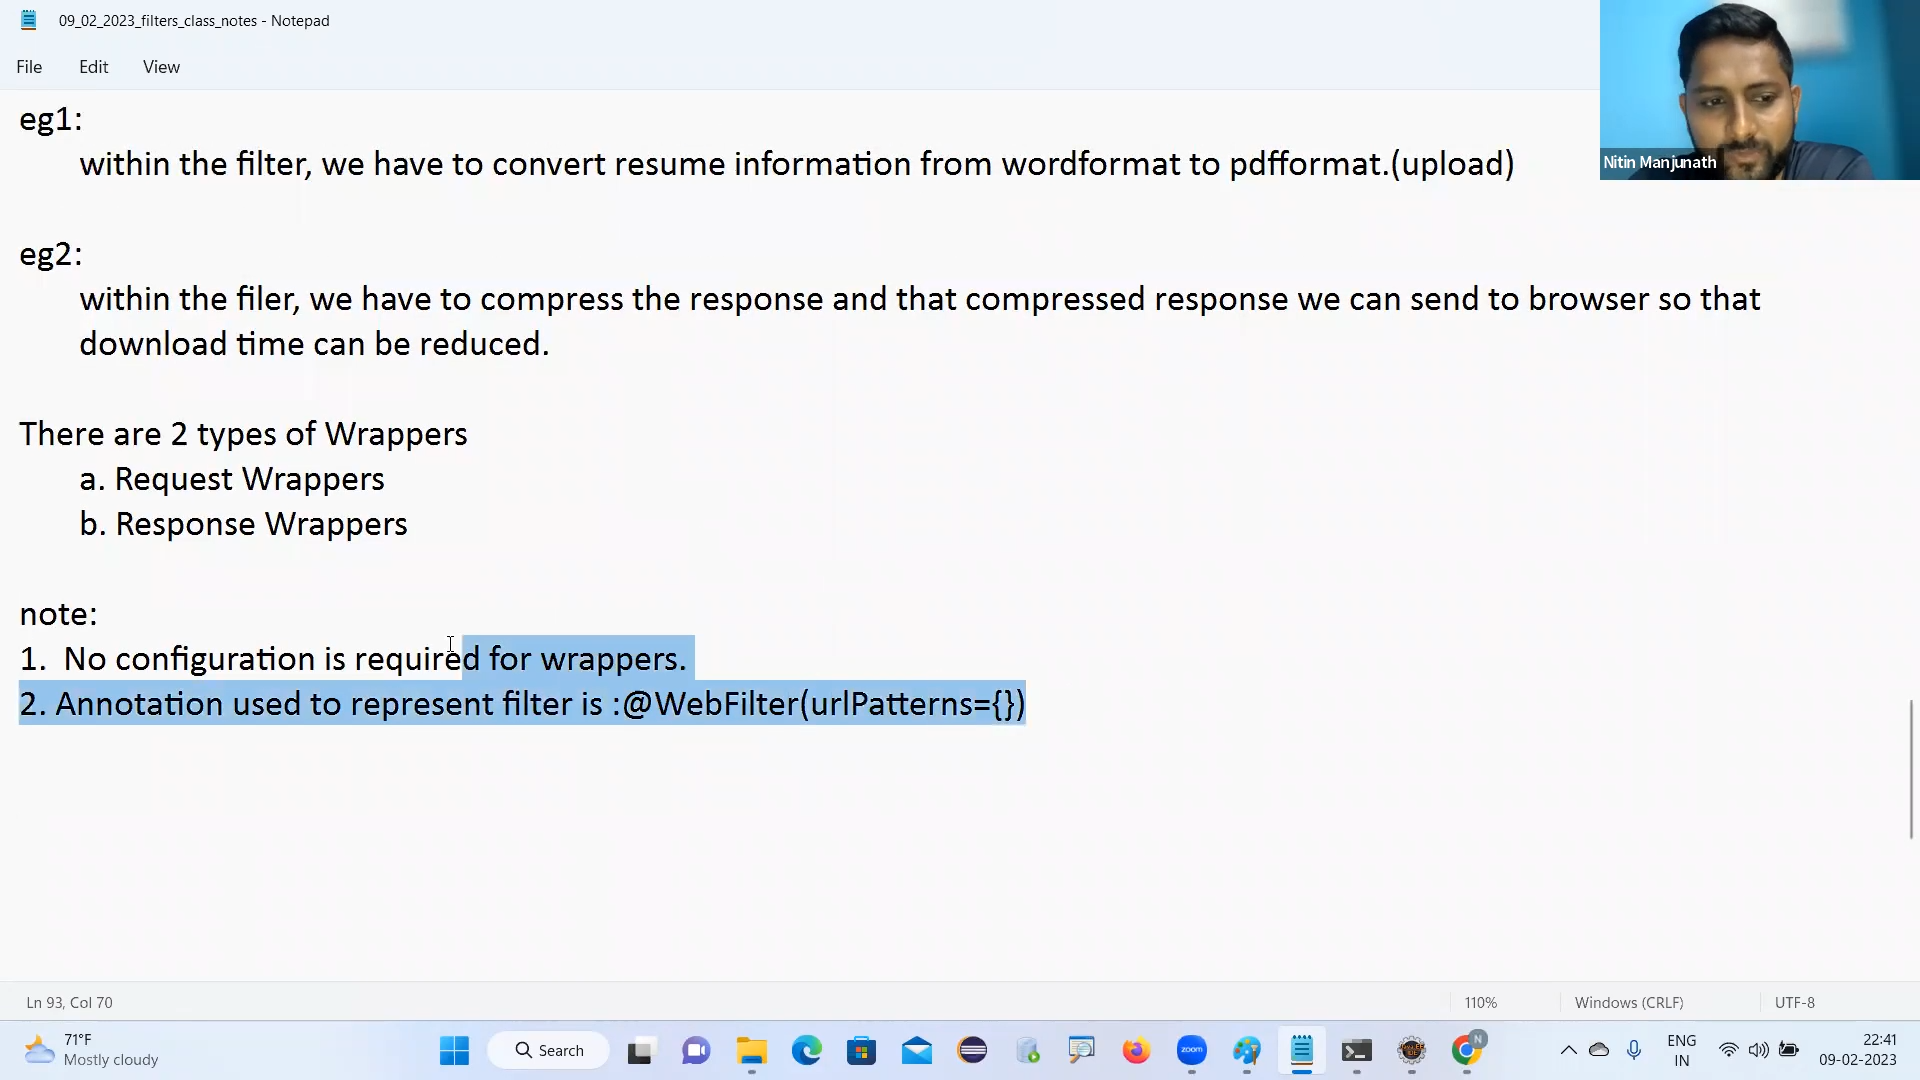 09_02_2023_filters_class_notes - Notepad
File Edit View
Nitin Manjunath
eg1:
within the filter, we have to convert resume information from wordformat to pdfformat.(upload)
eg2:
within the filer, we have to compress the response and that compressed response we can send to browser so that
download time can be reduced.
There are 2 types of Wrappers
a. Request Wrappers
b. Response Wrappers
note:
1.  No configuration is required for wrappers.
2. Annotation used to represent filter is :@WebFilter(urlPatterns={})
Ln 93, Col 70
110%
Windows (CRLF)
UTF-8
71°F
Mostly cloudy
Search
zoom
N
ENG
IN
22:41
09-02-2023